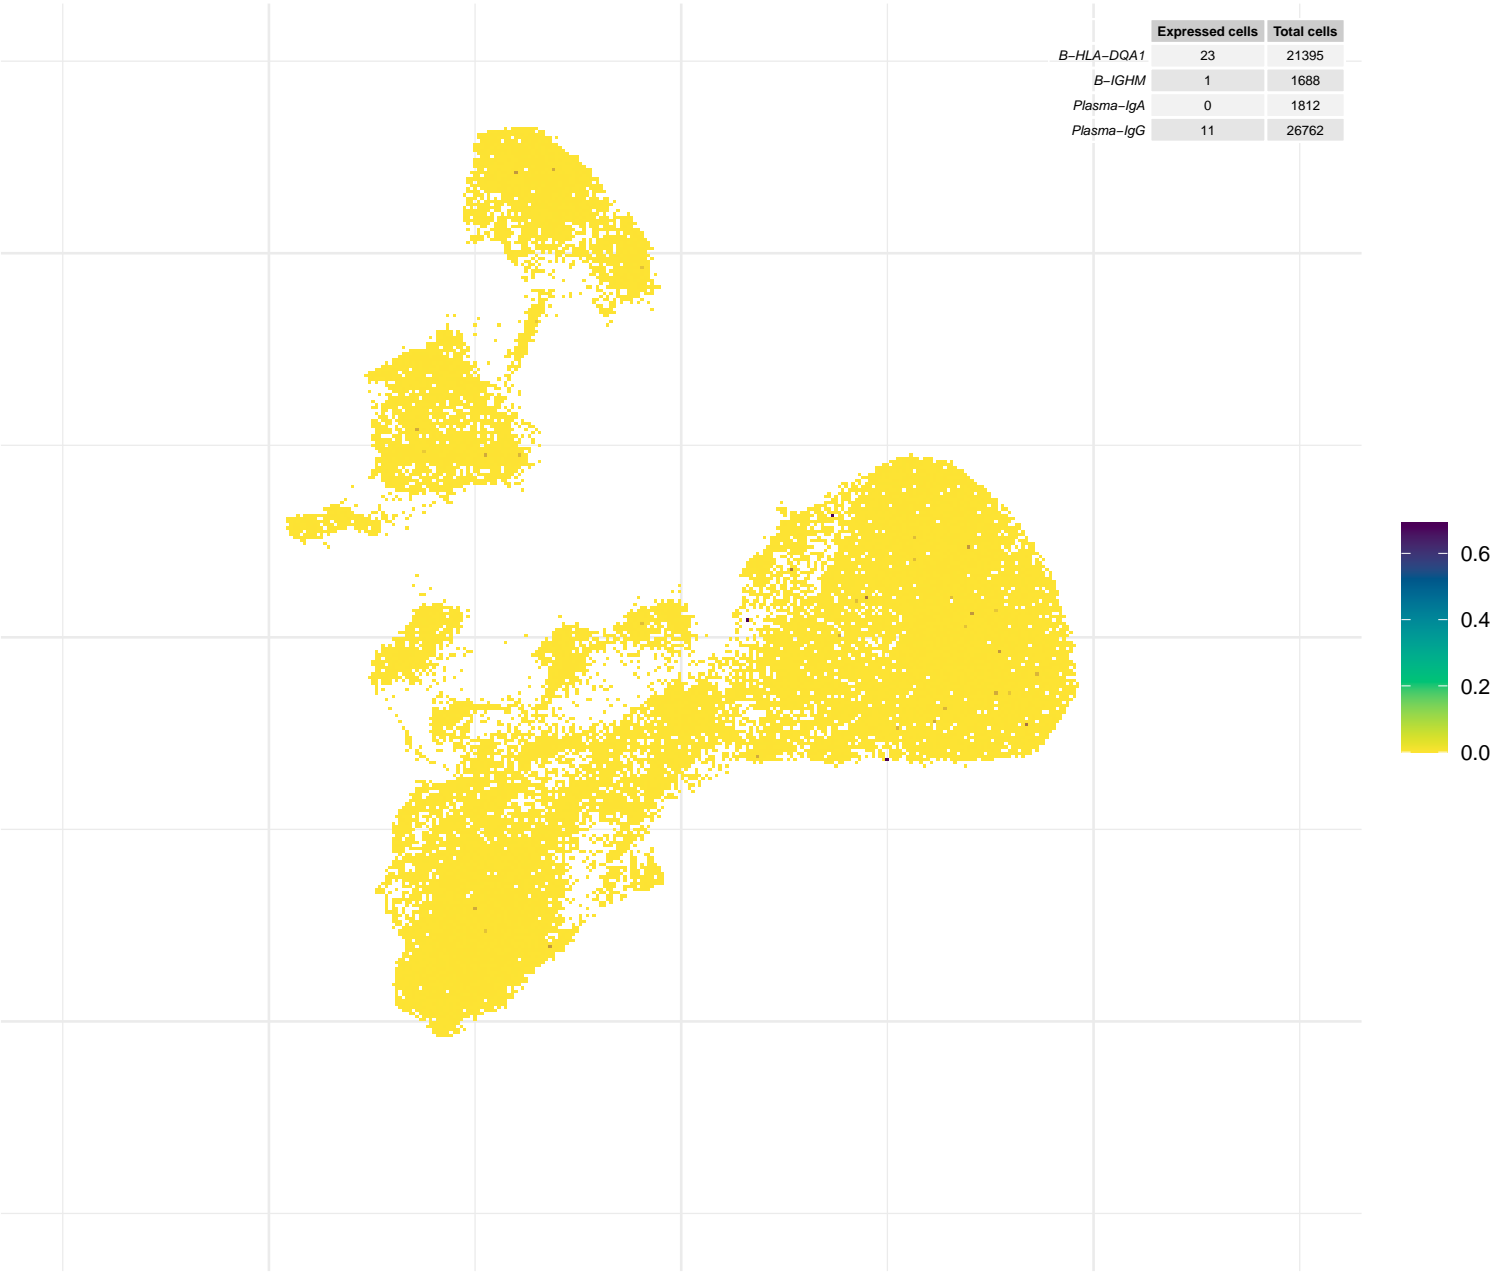 Expressed cells Total cells
B−HLA−DQA1 23 21395
B−IGHM 1 1688
Plasma−IgA 0 1812
Plasma−IgG 11 26762
0.6
0.4
0.2
0.0